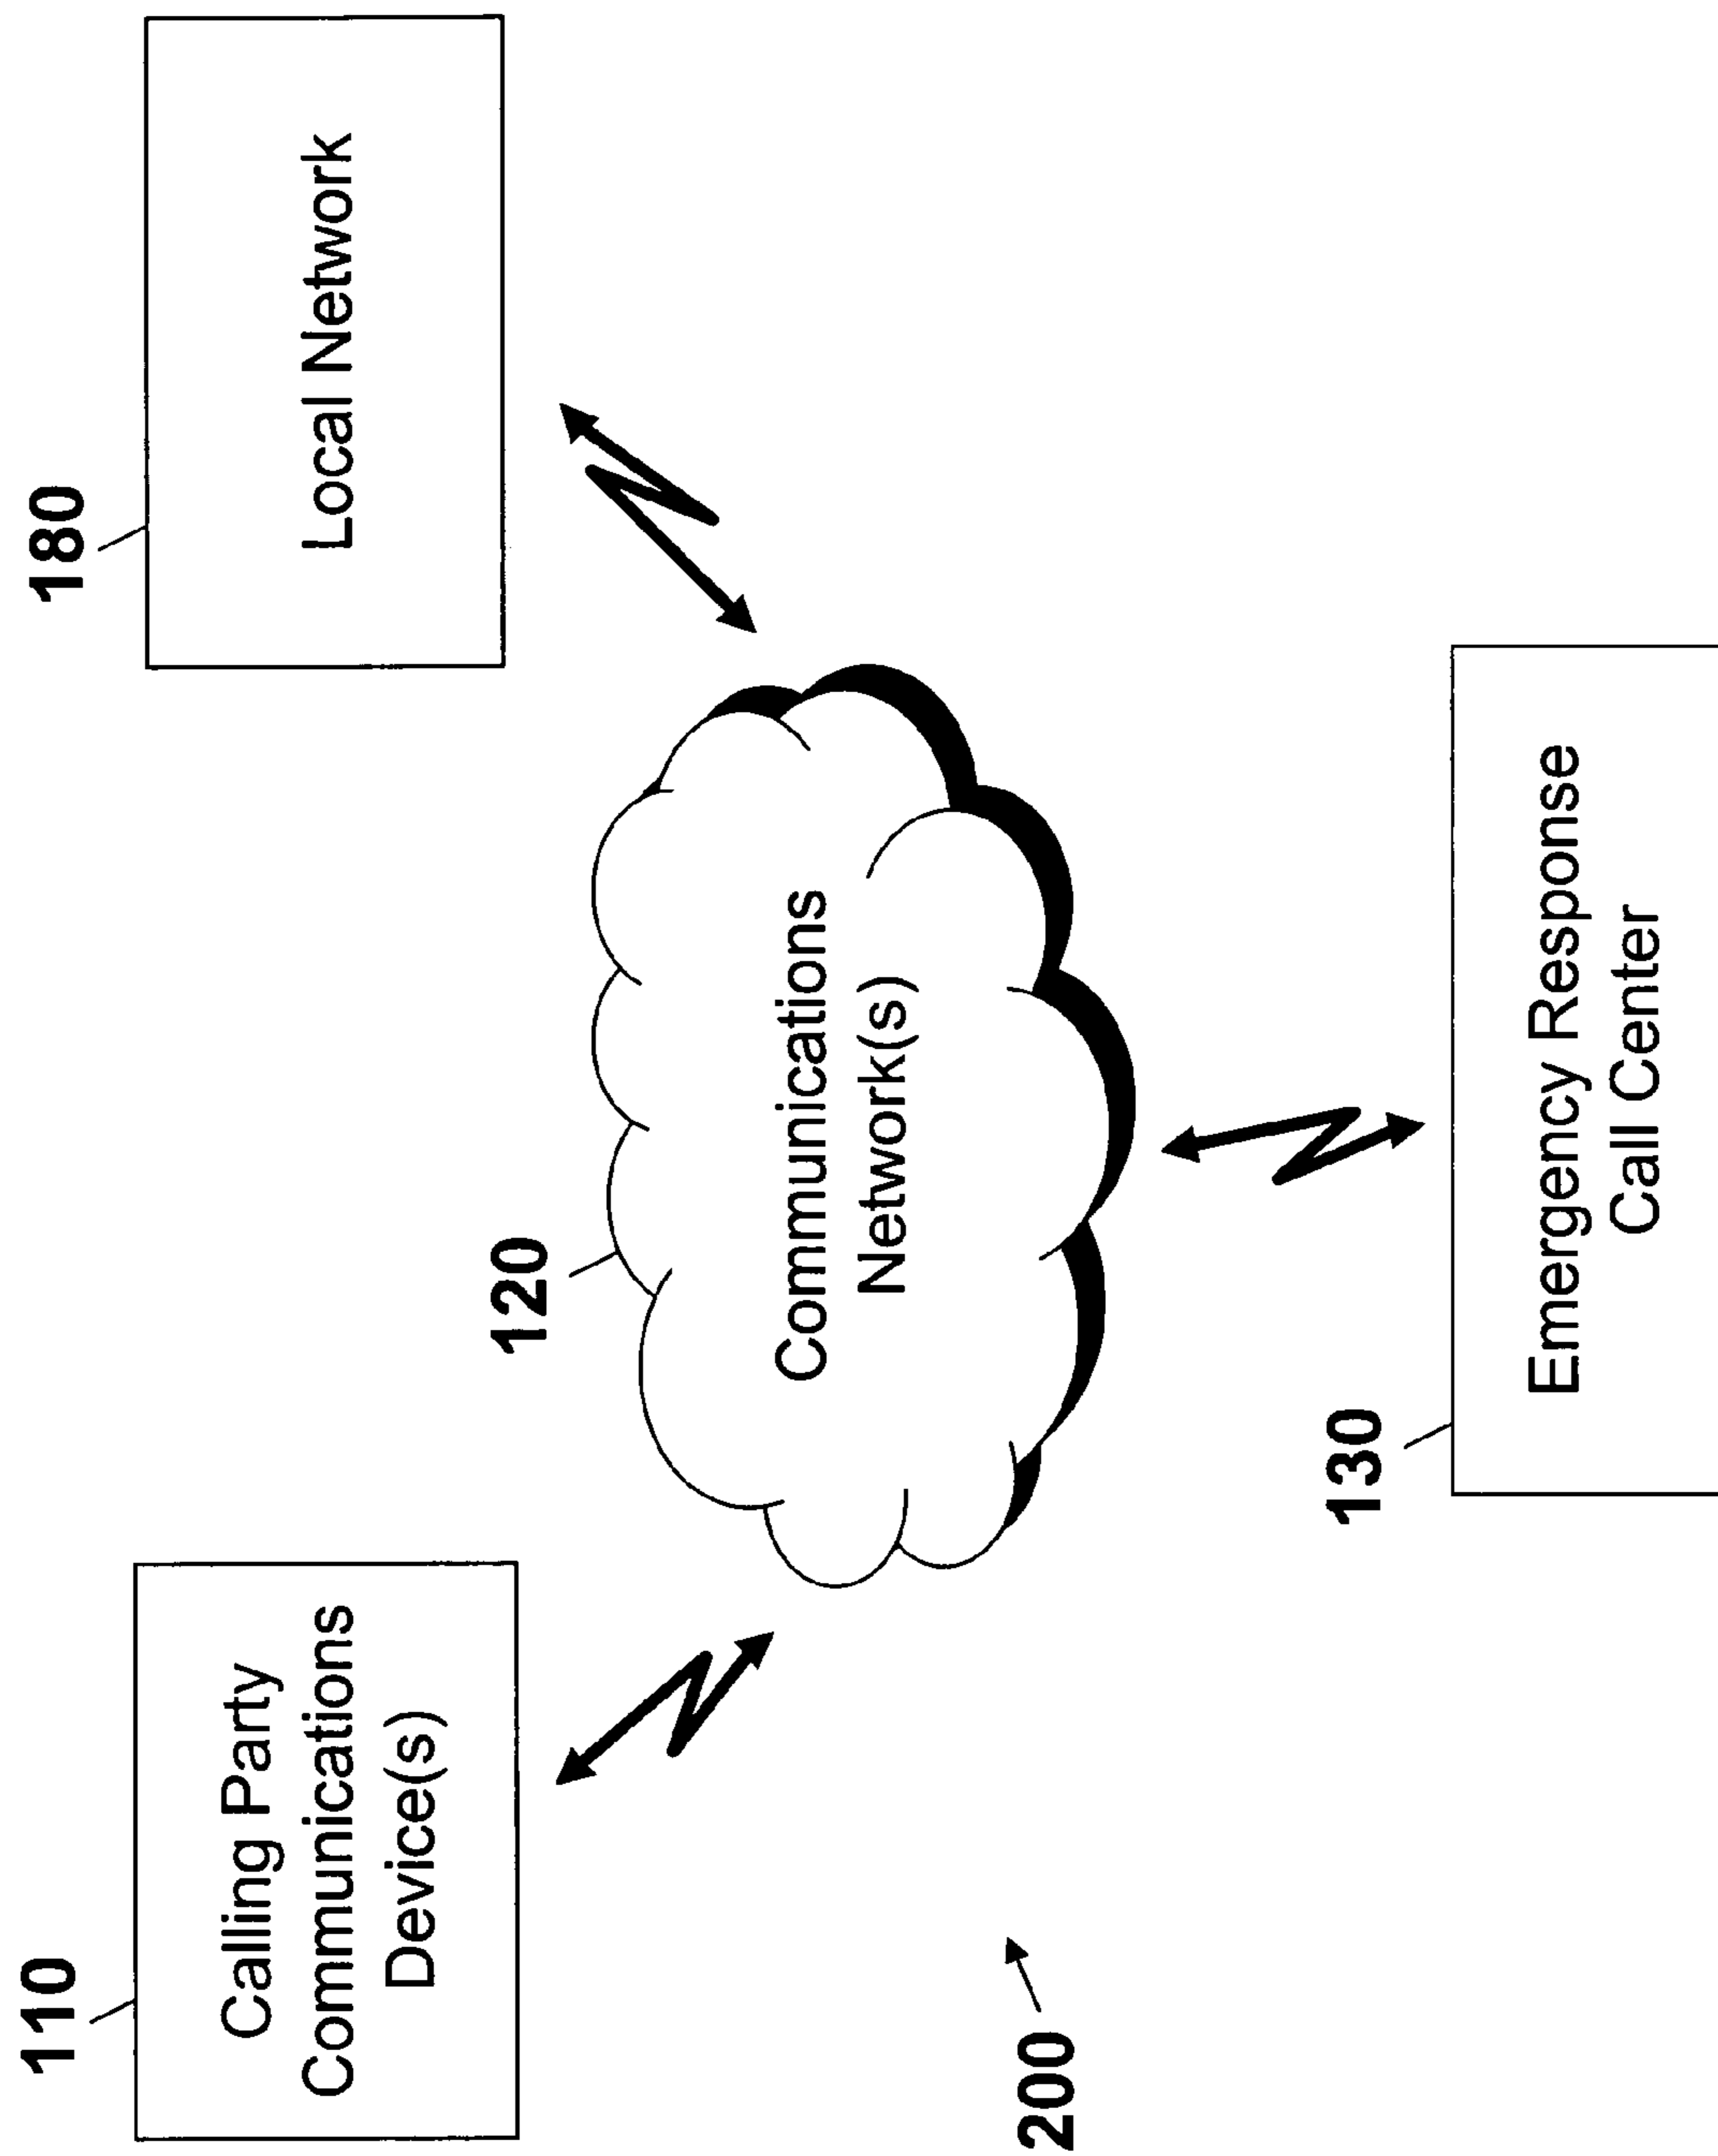 110
Calling Party
Communications
Device(s)
180
Local Network
120
Communications
Network(s)
130
Emergency Response
Call Center
200